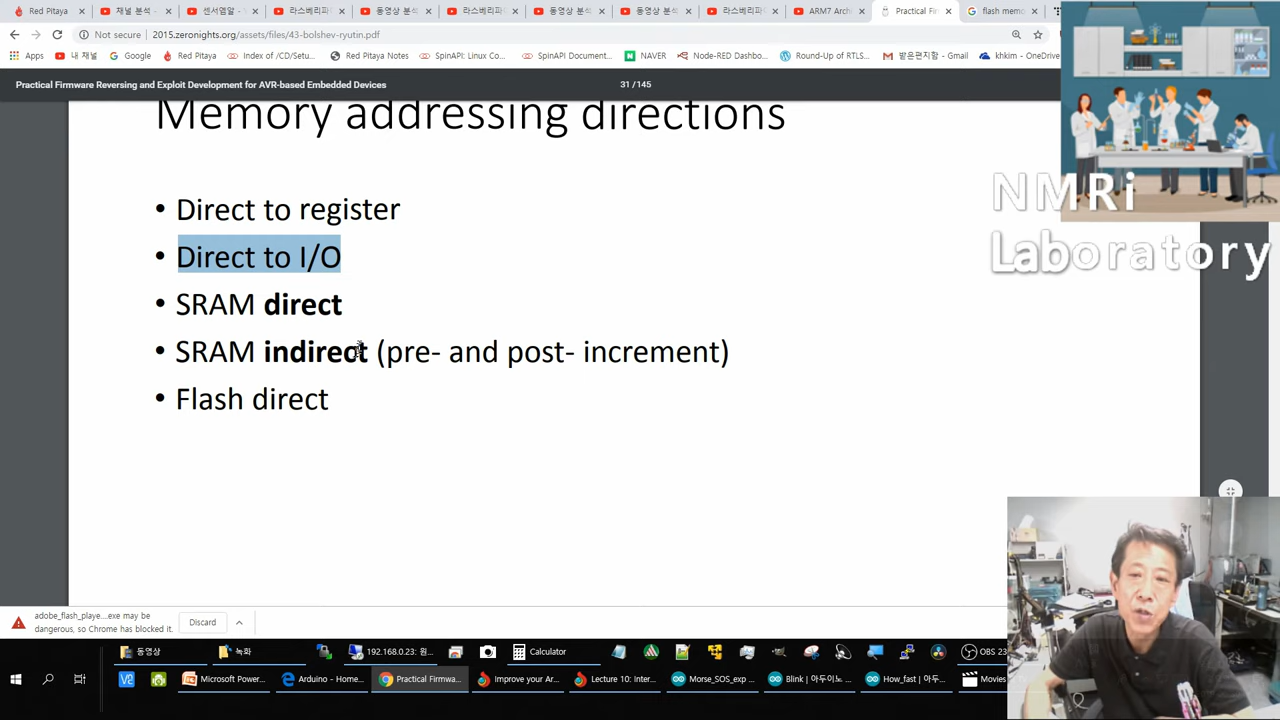 Red Pitaya
채널 분석 -
센서엠알 -
라스베리파
동영상 분석
라스베리파
동영상 분석
동영상 분석
라스베리파
ARM7 Archi
Practical Fir
flash memo
Not secure
2015.zeronights.org/assets/files/43-bolshev-ryutin.pdf
Apps
내 채널
Google
Red Pitaya
Index of /CD/Setu...
Red Pitaya Notes
SpinAPI: Linux Co...
SpinAPI Document...
NAVER
Node-RED Dashbo...
Round-Up of RTLS...
받은편지함 - Gmail
khkim - OneDrive
Practical Firmware Reversing and Exploit Development for AVR-based Embedded Devices
31 / 145
Memory addressing directions
• Direct to register
• Direct to I/O
• SRAM direct
• SRAM indirect (pre- and post- increment)
• Flash direct
NMRi
Laboratory
adobe_flash_playe....exe may be
dangerous, so Chrome has blocked it.
Discard
동영상
녹화
192.168.0.23: 원...
Calculator
OBS 23
Microsoft Power...
Arduino - Home...
Practical Firmwa...
Improve your Ar...
Lecture 10: Inter...
Morse_SOS_exp ...
Blink | 아두이노 ...
How_fast | 아두...
Movies